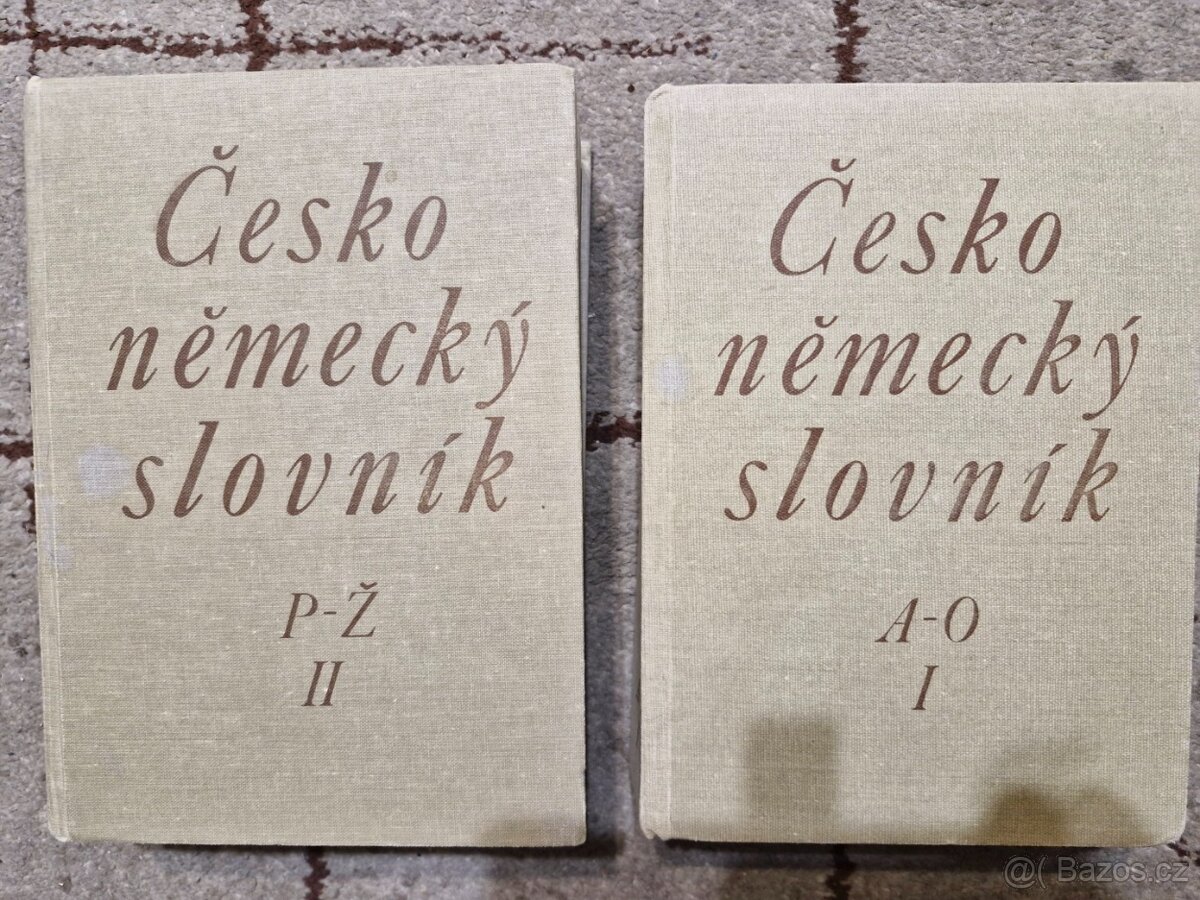 Česko
německý
slovník
P-Ž
II
Česko
německý
slovník
A-O
I
@( Bazos.cz